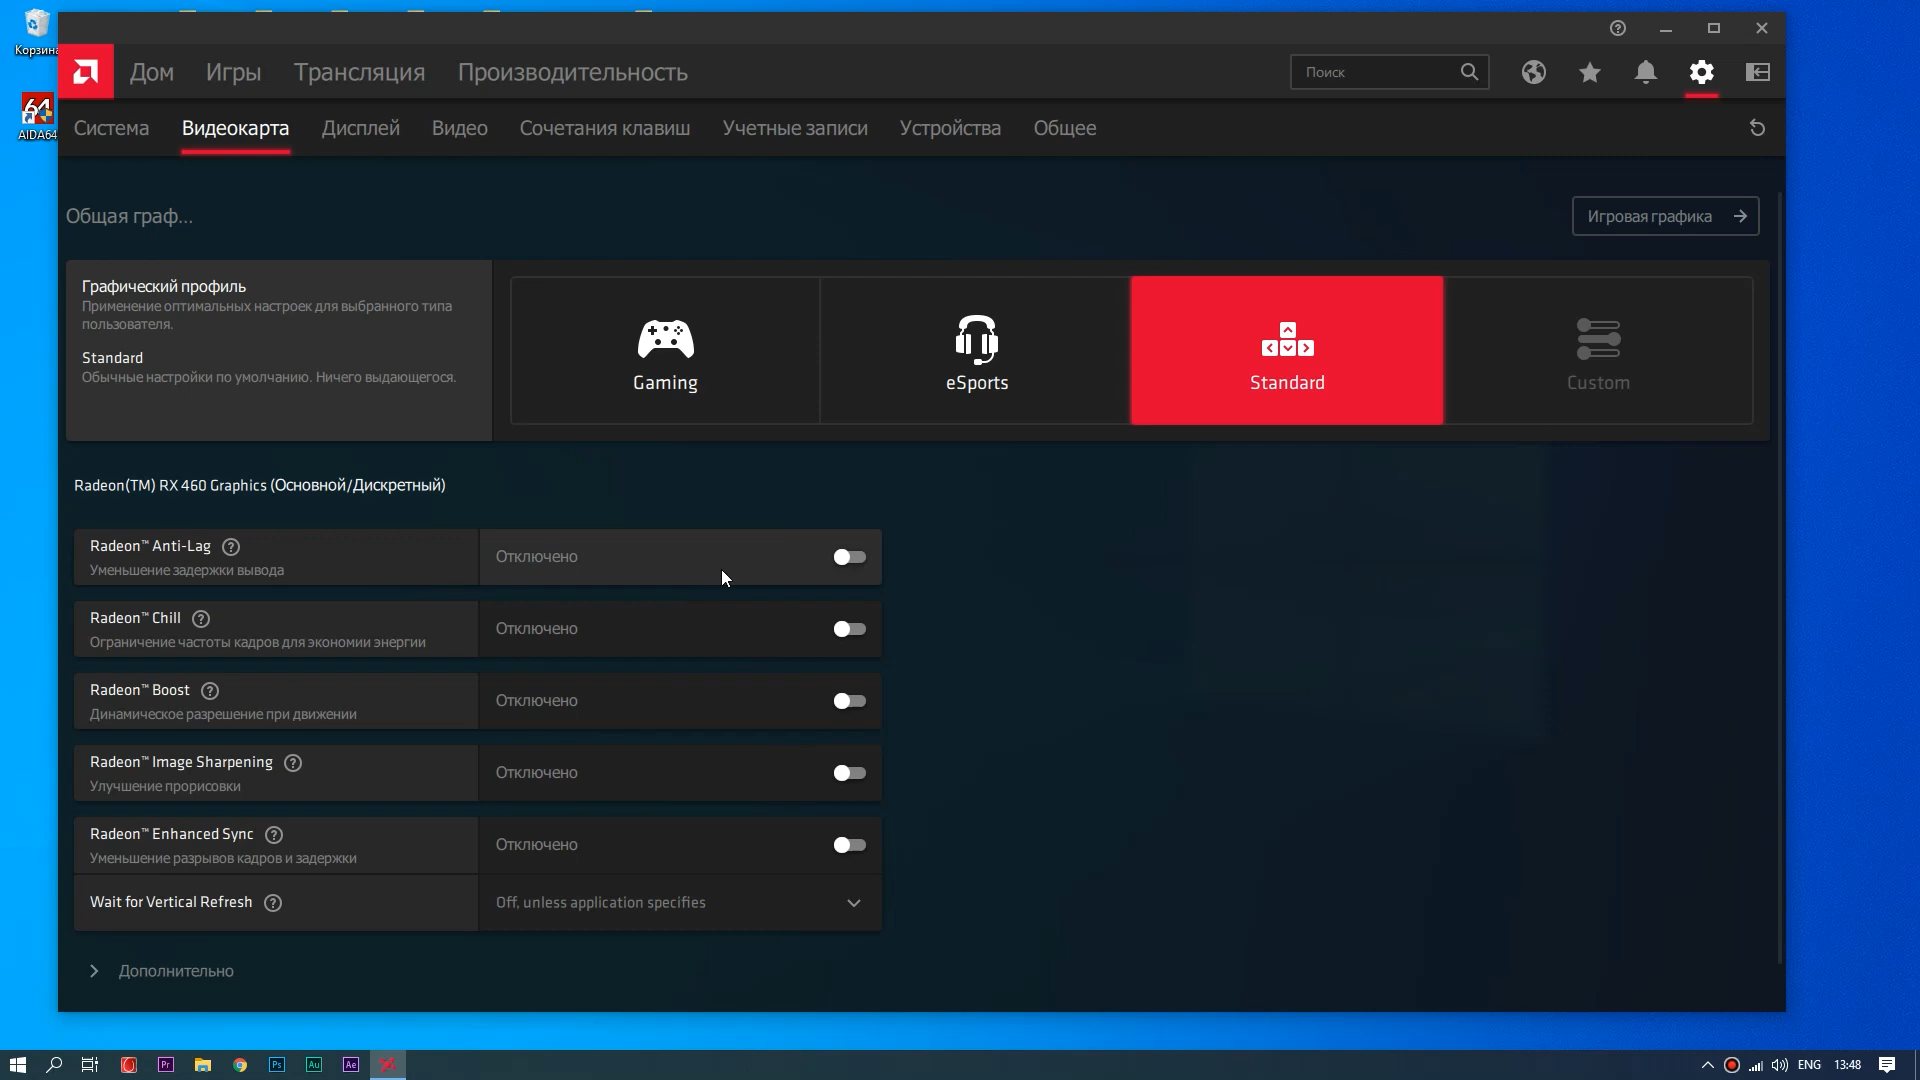 Корзина
AIDA64
Дом Игры Трансляция Производительность
Поиск
Система Видеокарта Дисплей Видео Сочетания клавиш Учетные записи Устройства Общее
Общая граф...
Игровая графика
Графический профиль
Применение оптимальных настроек для выбранного типа
пользователя.
Standard
Обычные настройки по умолчанию. Ничего выдающегося.
Gaming
eSports
Standard
Custom
Radeon(TM) RX 460 Graphics (Основной/Дискретный)
Radeon™ Anti-Lag
Уменьшение задержки вывода
Отключено
Radeon™ Chill
Ограничение частоты кадров для экономии энергии
Отключено
Radeon™ Boost
Динамическое разрешение при движении
Отключено
Radeon™ Image Sharpening
Улучшение прорисовки
Отключено
Radeon™ Enhanced Sync
Уменьшение разрывов кадров и задержки
Отключено
Wait for Vertical Refresh
Off, unless application specifies
Дополнительно
Pr Ps Au Ae
ENG 13:48